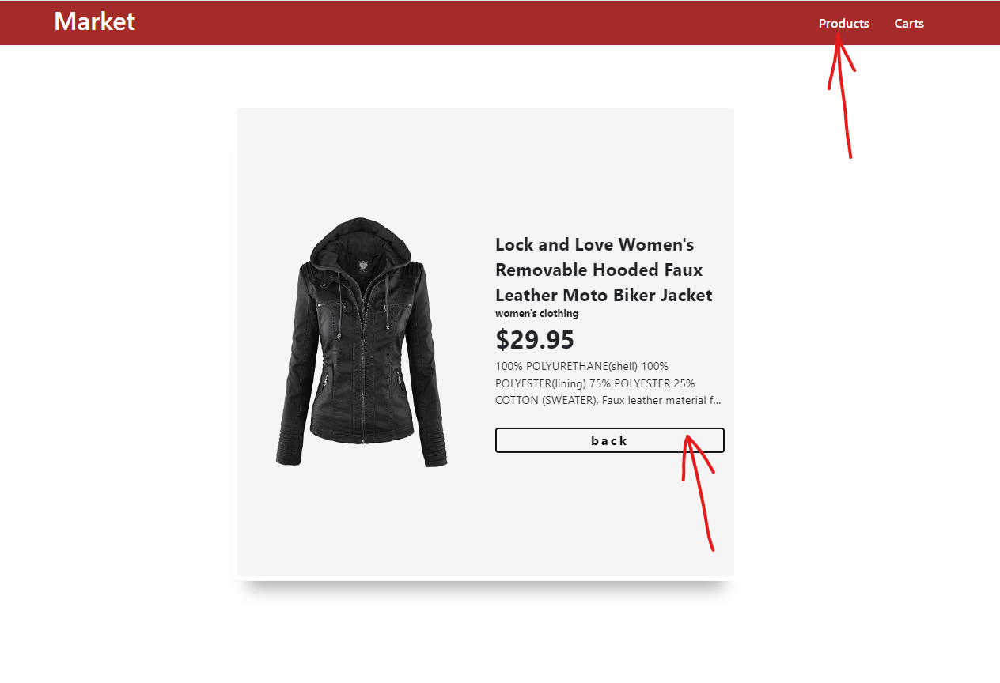 Market
Products
Carts
Lock and Love Women's
Removable Hooded Faux
Leather Moto Biker Jacket
women's clothing
$29.95
100% POLYURETHANE(shell) 100%
POLYESTER(lining) 75% POLYESTER 25%
COTTON (SWEATER), Faux leather material f...
back